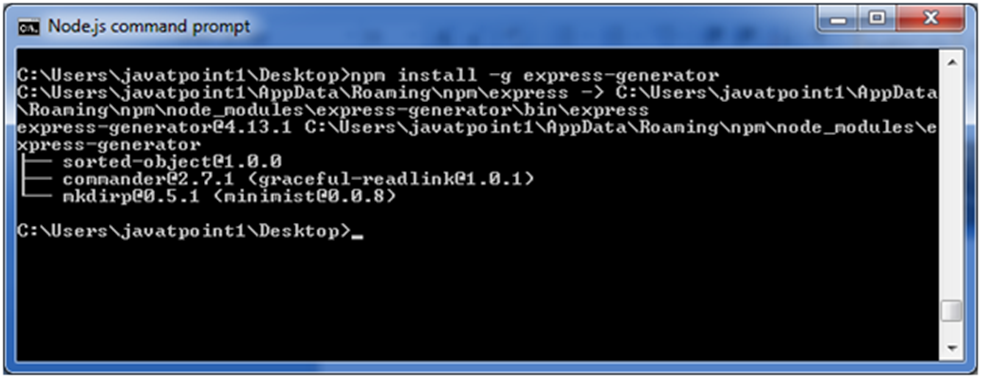 Node.js command prompt
C:\Users\javatpoint1\Desktop>npm install -g express-generator
C:\Users\javatpoint1\AppData\Roaming\npm\express -> C:\Users\javatpoint1\AppData
\Roaming\npm\node_modules\express-generator\bin\express
express-generator@4.13.1 C:\Users\javatpoint1\AppData\Roaming\npm\node_modules\e
xpress-generator
├── sorted-object@1.0.0
├── commander@2.7.1 (graceful-readlink@1.0.1)
└── mkdirp@0.5.1 (minimist@0.0.8)
C:\Users\javatpoint1\Desktop>_